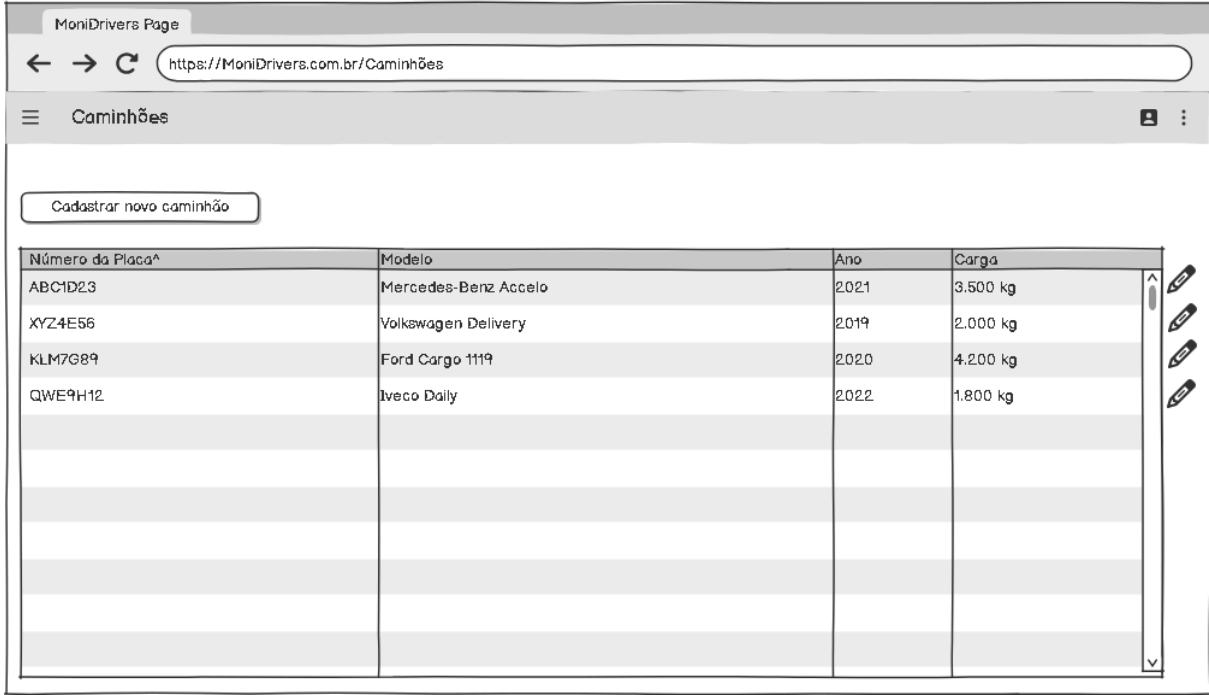 MoniDrivers Page
https://MoniDrivers.com.br/Caminhões
Caminhões
Cadastrar novo caminhão
Número da Placa^ Modelo Ano Carga
ABC1D23 Mercedes-Benz Accelo 2021 3.500 kg
XYZ4E56 Volkswagen Delivery 2019 2.000 kg
KLM7G89 Ford Cargo 1119 2020 4.200 kg
QWE9H12 Iveco Daily 2022 1.800 kg